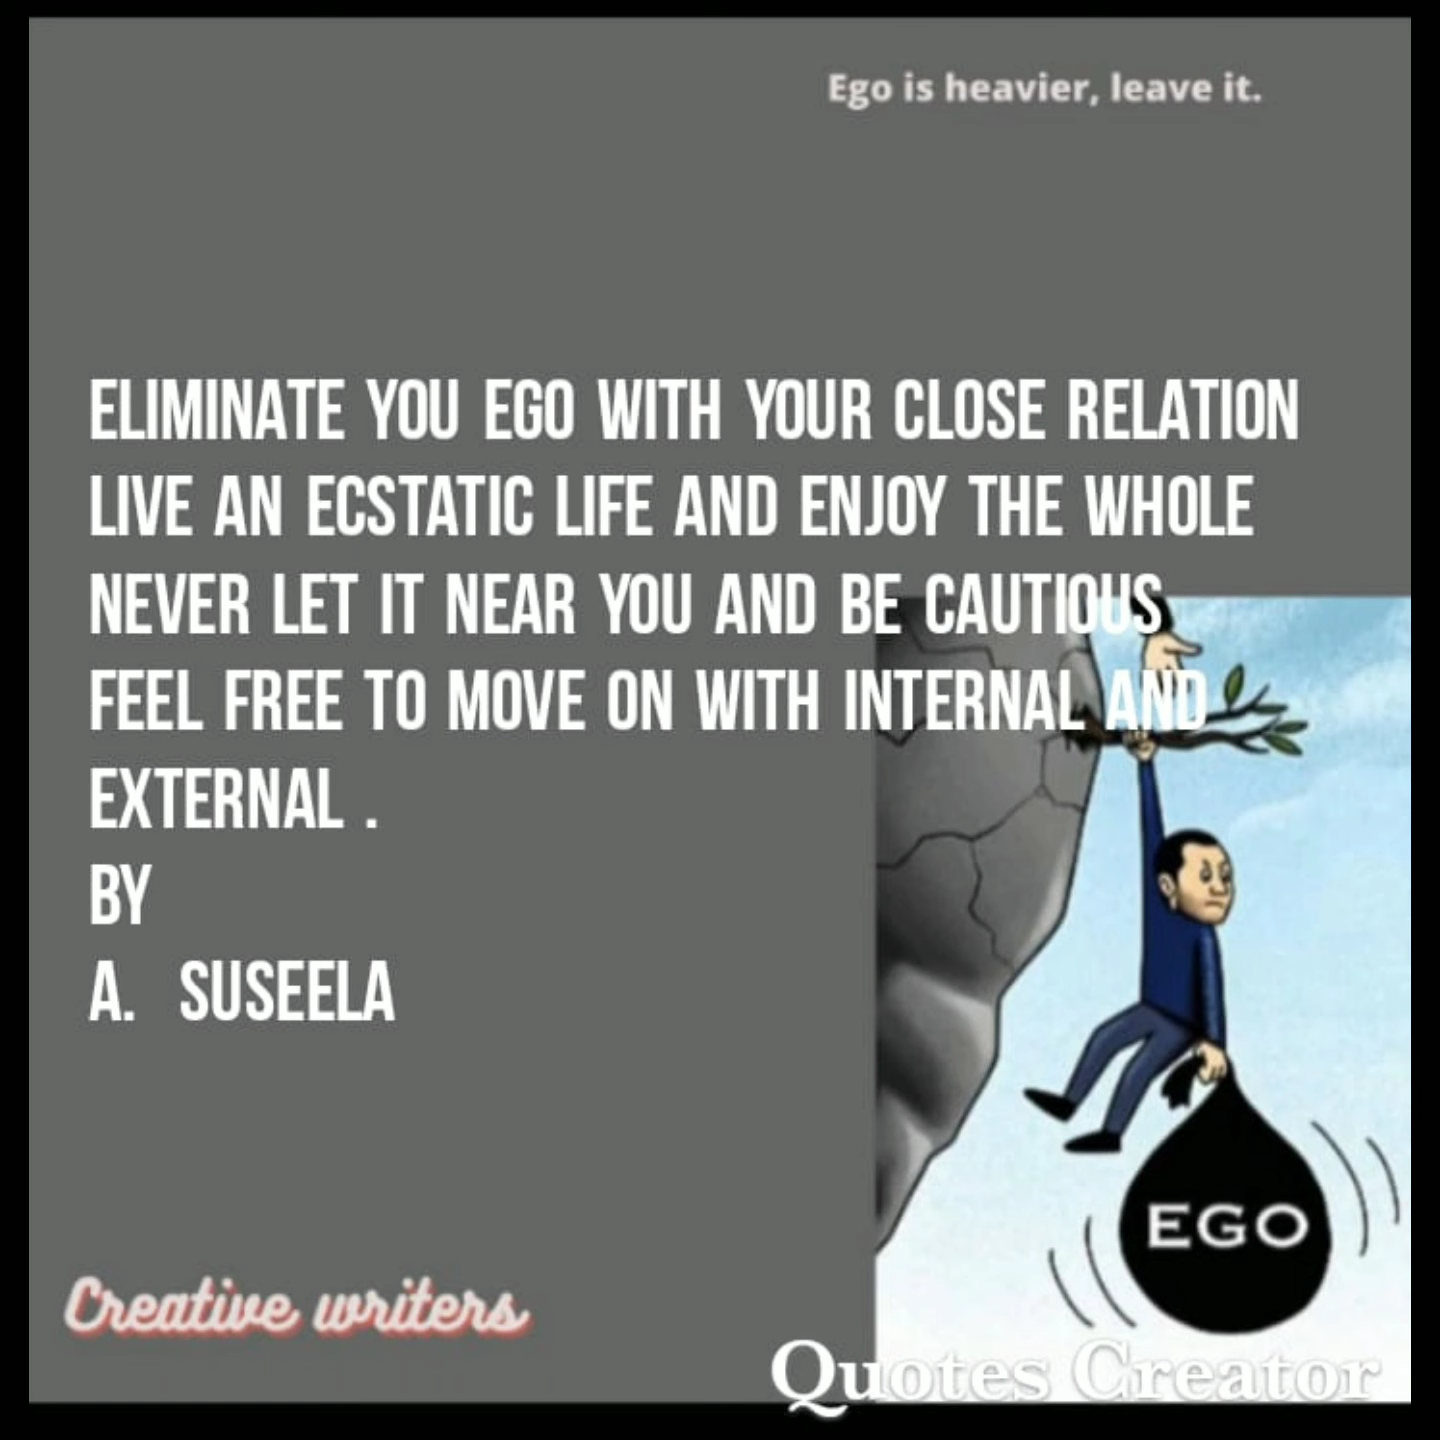 Ego is heavier, leave it.
ELIMINATE YOU EGO WITH YOUR CLOSE RELATION
LIVE AN ECSTATIC LIFE AND ENJOY THE WHOLE
NEVER LET IT NEAR YOU AND BE CAUTIOUS
FEEL FREE TO MOVE ON WITH INTERNAL AND
EXTERNAL .
BY
A. SUSEELA
EGO
Creative writers
Quotes Creator